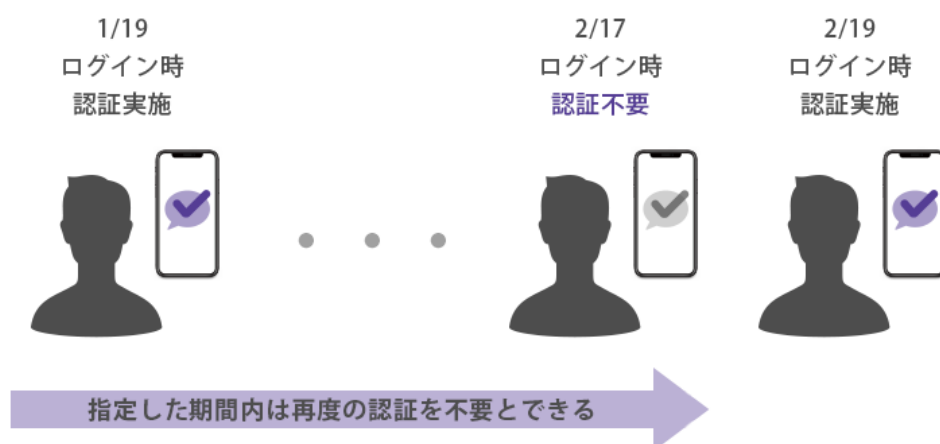 1/19
ログイン時
認証実施
2/17
ログイン時
認証不要
2/19
ログイン時
認証実施
指定した期間内は再度の認証を不要とできる